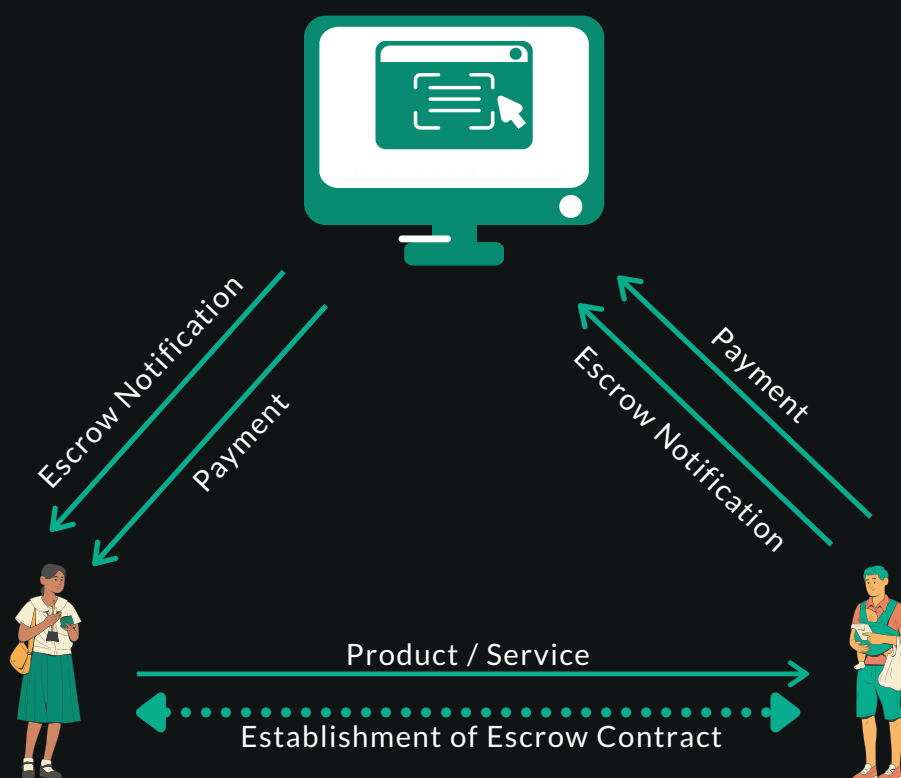 Escrow Notification
Payment
Payment
Escrow Notification
Product / Service
Establishment of Escrow Contract